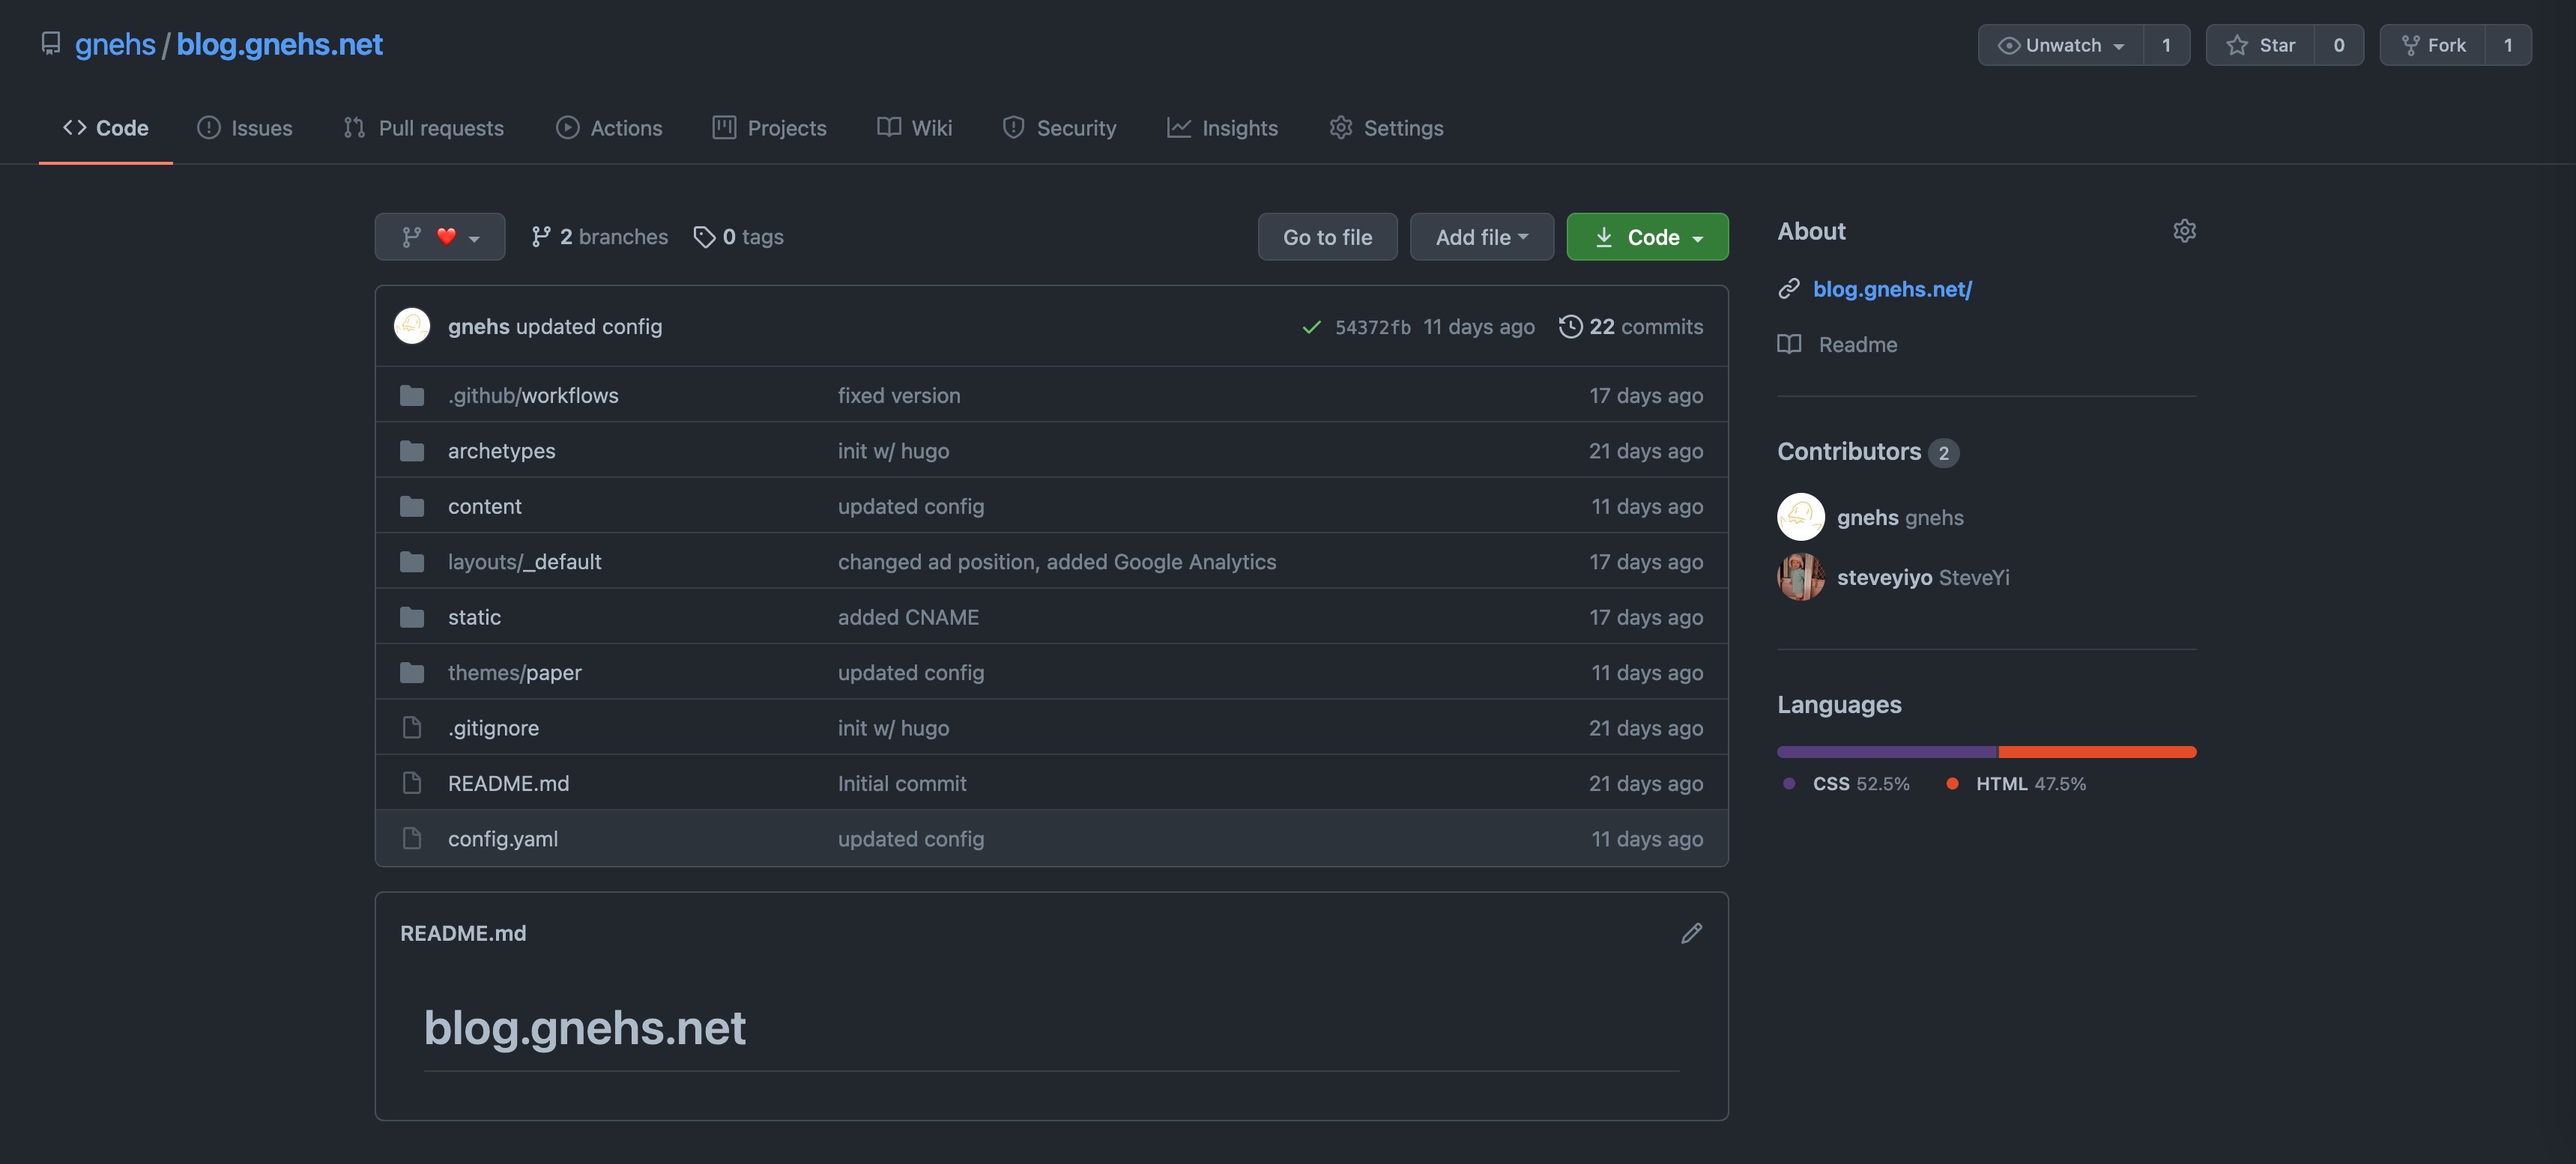 gnehs / blog.gnehs.net
Unwatch 1 Star 0 Fork 1
Code Issues Pull requests Actions Projects Wiki Security Insights Settings
❤️ 2 branches 0 tags Go to file Add file Code
gnehs updated config 54372fb 11 days ago 22 commits
.github/workflows fixed version 17 days ago
archetypes init w/ hugo 21 days ago
content updated config 11 days ago
layouts/_default changed ad position, added Google Analytics 17 days ago
static added CNAME 17 days ago
themes/paper updated config 11 days ago
.gitignore init w/ hugo 21 days ago
README.md Initial commit 21 days ago
config.yaml updated config 11 days ago
README.md
blog.gnehs.net
About
blog.gnehs.net/
Readme
Contributors 2
gnehs gnehs
steveyiyo SteveYi
Languages
CSS 52.5% HTML 47.5%